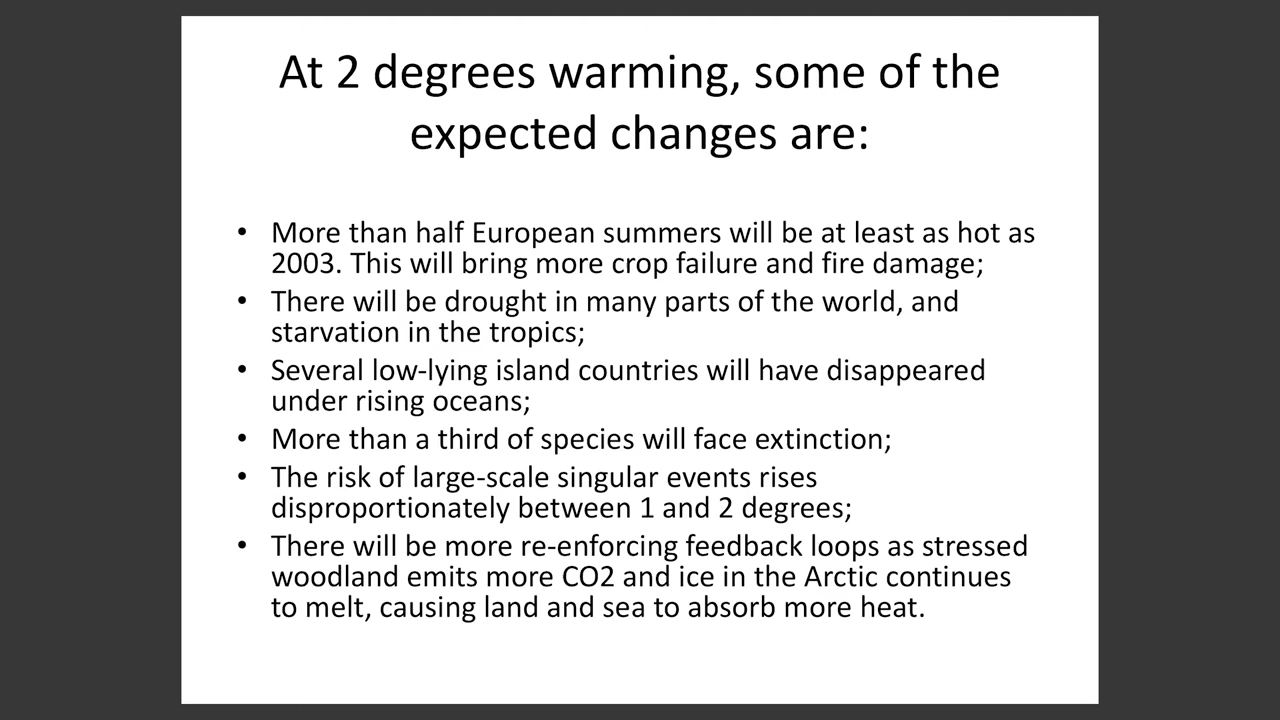 At 2 degrees warming, some of the
expected changes are:
• More than half European summers will be at least as hot as
2003. This will bring more crop failure and fire damage;
• There will be drought in many parts of the world, and
starvation in the tropics;
• Several low-lying island countries will have disappeared
under rising oceans;
• More than a third of species will face extinction;
• The risk of large-scale singular events rises
disproportionately between 1 and 2 degrees;
• There will be more re-enforcing feedback loops as stressed
woodland emits more CO2 and ice in the Arctic continues
to melt, causing land and sea to absorb more heat.